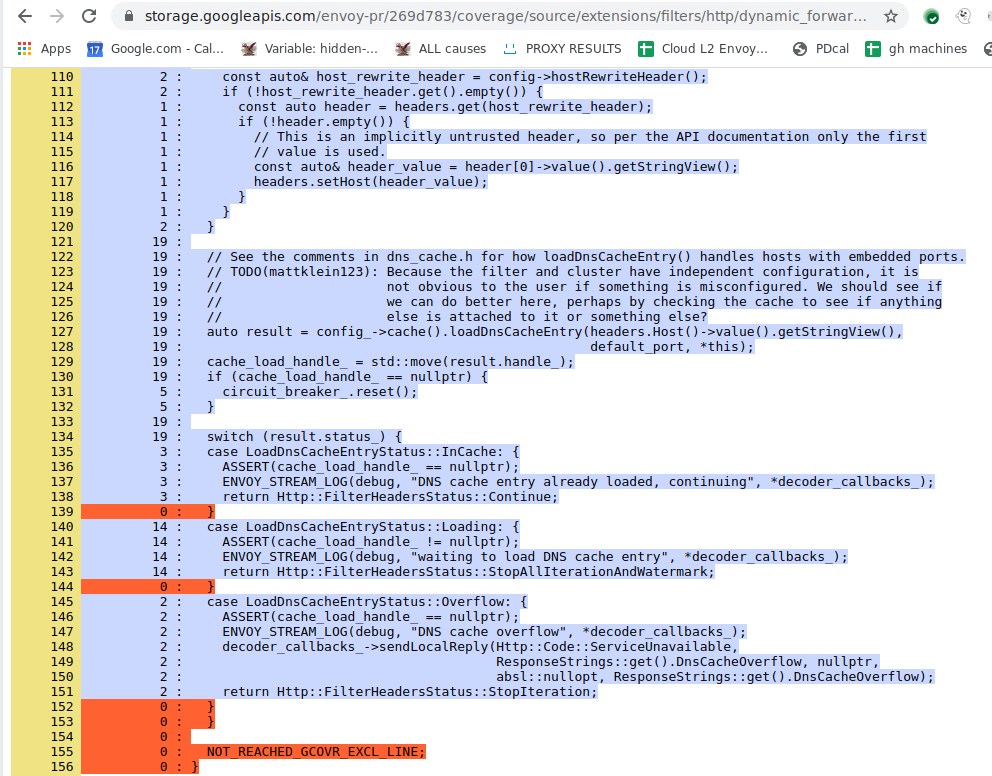 storage.googleapis.com/envoy-pr/269d783/coverage/source/extensions/filters/http/dynamic_forwar...
Apps 17 Google.com - Cal... Variable: hidden-... ALL causes PROXY RESULTS Cloud L2 Envoy... PDcal gh machines
110 2 : const auto& host_rewrite_header = config->hostRewriteHeader();
111 2 : if (!host_rewrite_header.get().empty()) {
112 1 : const auto header = headers.get(host_rewrite_header);
113 1 : if (!header.empty()) {
114 1 : // This is an implicitly untrusted header, so per the API documentation only the first
115 1 : // value is used.
116 1 : const auto& header_value = header[0]->value().getStringView();
117 1 : headers.setHost(header_value);
118 1 : }
119 1 : }
120 2 : }
121 19 :
122 19 : // See the comments in dns_cache.h for how loadDnsCacheEntry() handles hosts with embedded ports.
123 19 : // TODO(mattklein123): Because the filter and cluster have independent configuration, it is
124 19 : // not obvious to the user if something is misconfigured. We should see if
125 19 : // we can do better here, perhaps by checking the cache to see if anything
126 19 : // else is attached to it or something else?
127 19 : auto result = config_->cache().loadDnsCacheEntry(headers.Host()->value().getStringView(),
128 19 : default_port, *this);
129 19 : cache_load_handle_ = std::move(result.handle_);
130 19 : if (cache_load_handle_ == nullptr) {
131 5 : circuit_breaker_.reset();
132 5 : }
133 19 :
134 19 : switch (result.status_) {
135 3 : case LoadDnsCacheEntryStatus::InCache: {
136 3 : ASSERT(cache_load_handle_ == nullptr);
137 3 : ENVOY_STREAM_LOG(debug, "DNS cache entry already loaded, continuing", *decoder_callbacks_);
138 3 : return Http::FilterHeadersStatus::Continue;
139 0 : }
140 14 : case LoadDnsCacheEntryStatus::Loading: {
141 14 : ASSERT(cache_load_handle_ != nullptr);
142 14 : ENVOY_STREAM_LOG(debug, "waiting to load DNS cache entry", *decoder_callbacks_);
143 14 : return Http::FilterHeadersStatus::StopAllIterationAndWatermark;
144 0 : }
145 2 : case LoadDnsCacheEntryStatus::Overflow: {
146 2 : ASSERT(cache_load_handle_ == nullptr);
147 2 : ENVOY_STREAM_LOG(debug, "DNS cache overflow", *decoder_callbacks_);
148 2 : decoder_callbacks_->sendLocalReply(Http::Code::ServiceUnavailable,
149 2 : ResponseStrings::get().DnsCacheOverflow, nullptr,
150 2 : absl::nullopt, ResponseStrings::get().DnsCacheOverflow);
151 2 : return Http::FilterHeadersStatus::StopIteration;
152 0 : }
153 0 : }
154 0 :
155 0 : NOT_REACHED_GCOVR_EXCL_LINE;
156 0 : }